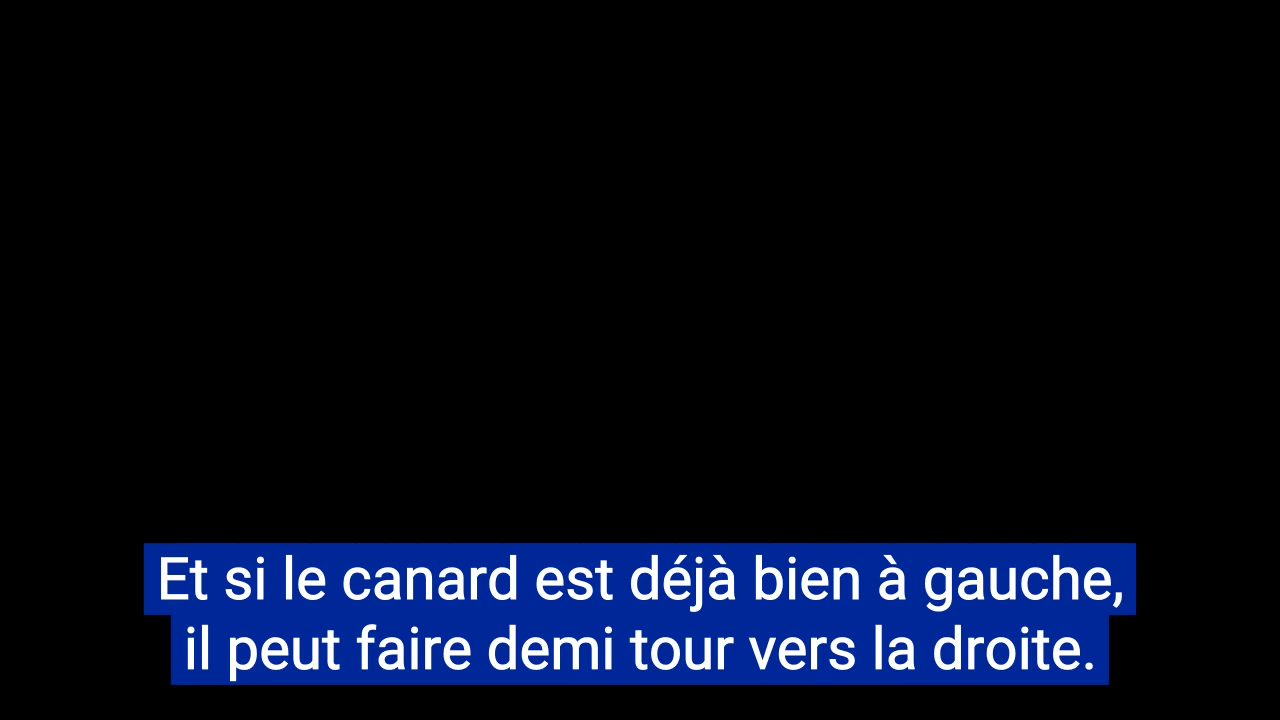 Et si le canard est déjà bien à gauche,
il peut faire demi tour vers la droite.